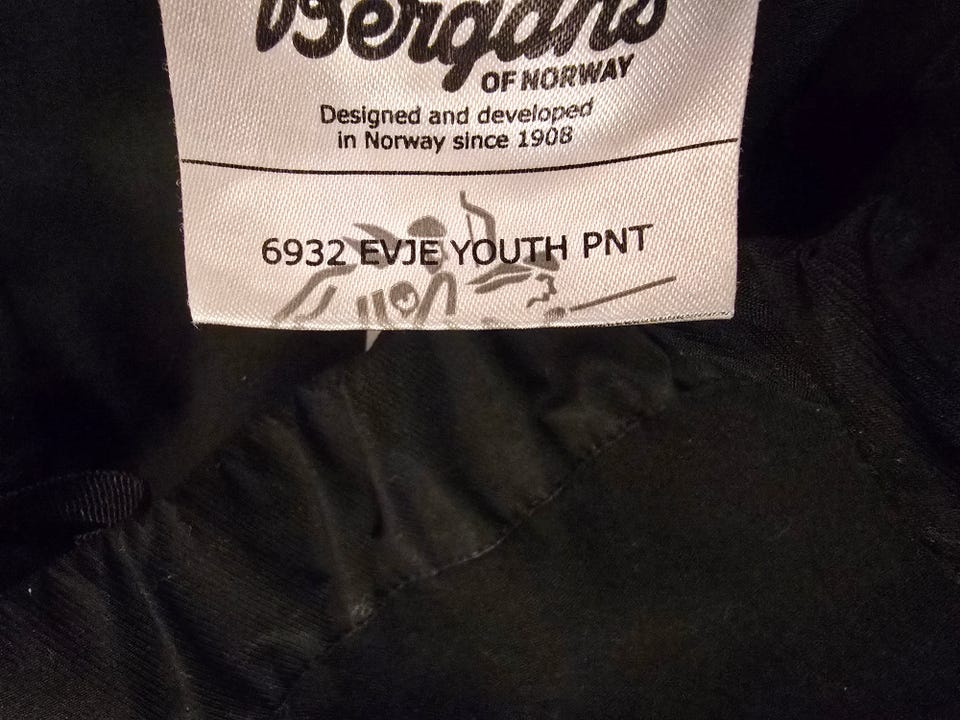 Bergans
OF NORWAY
Designed and developed
in Norway since 1908
6932 EVJE YOUTH PNT